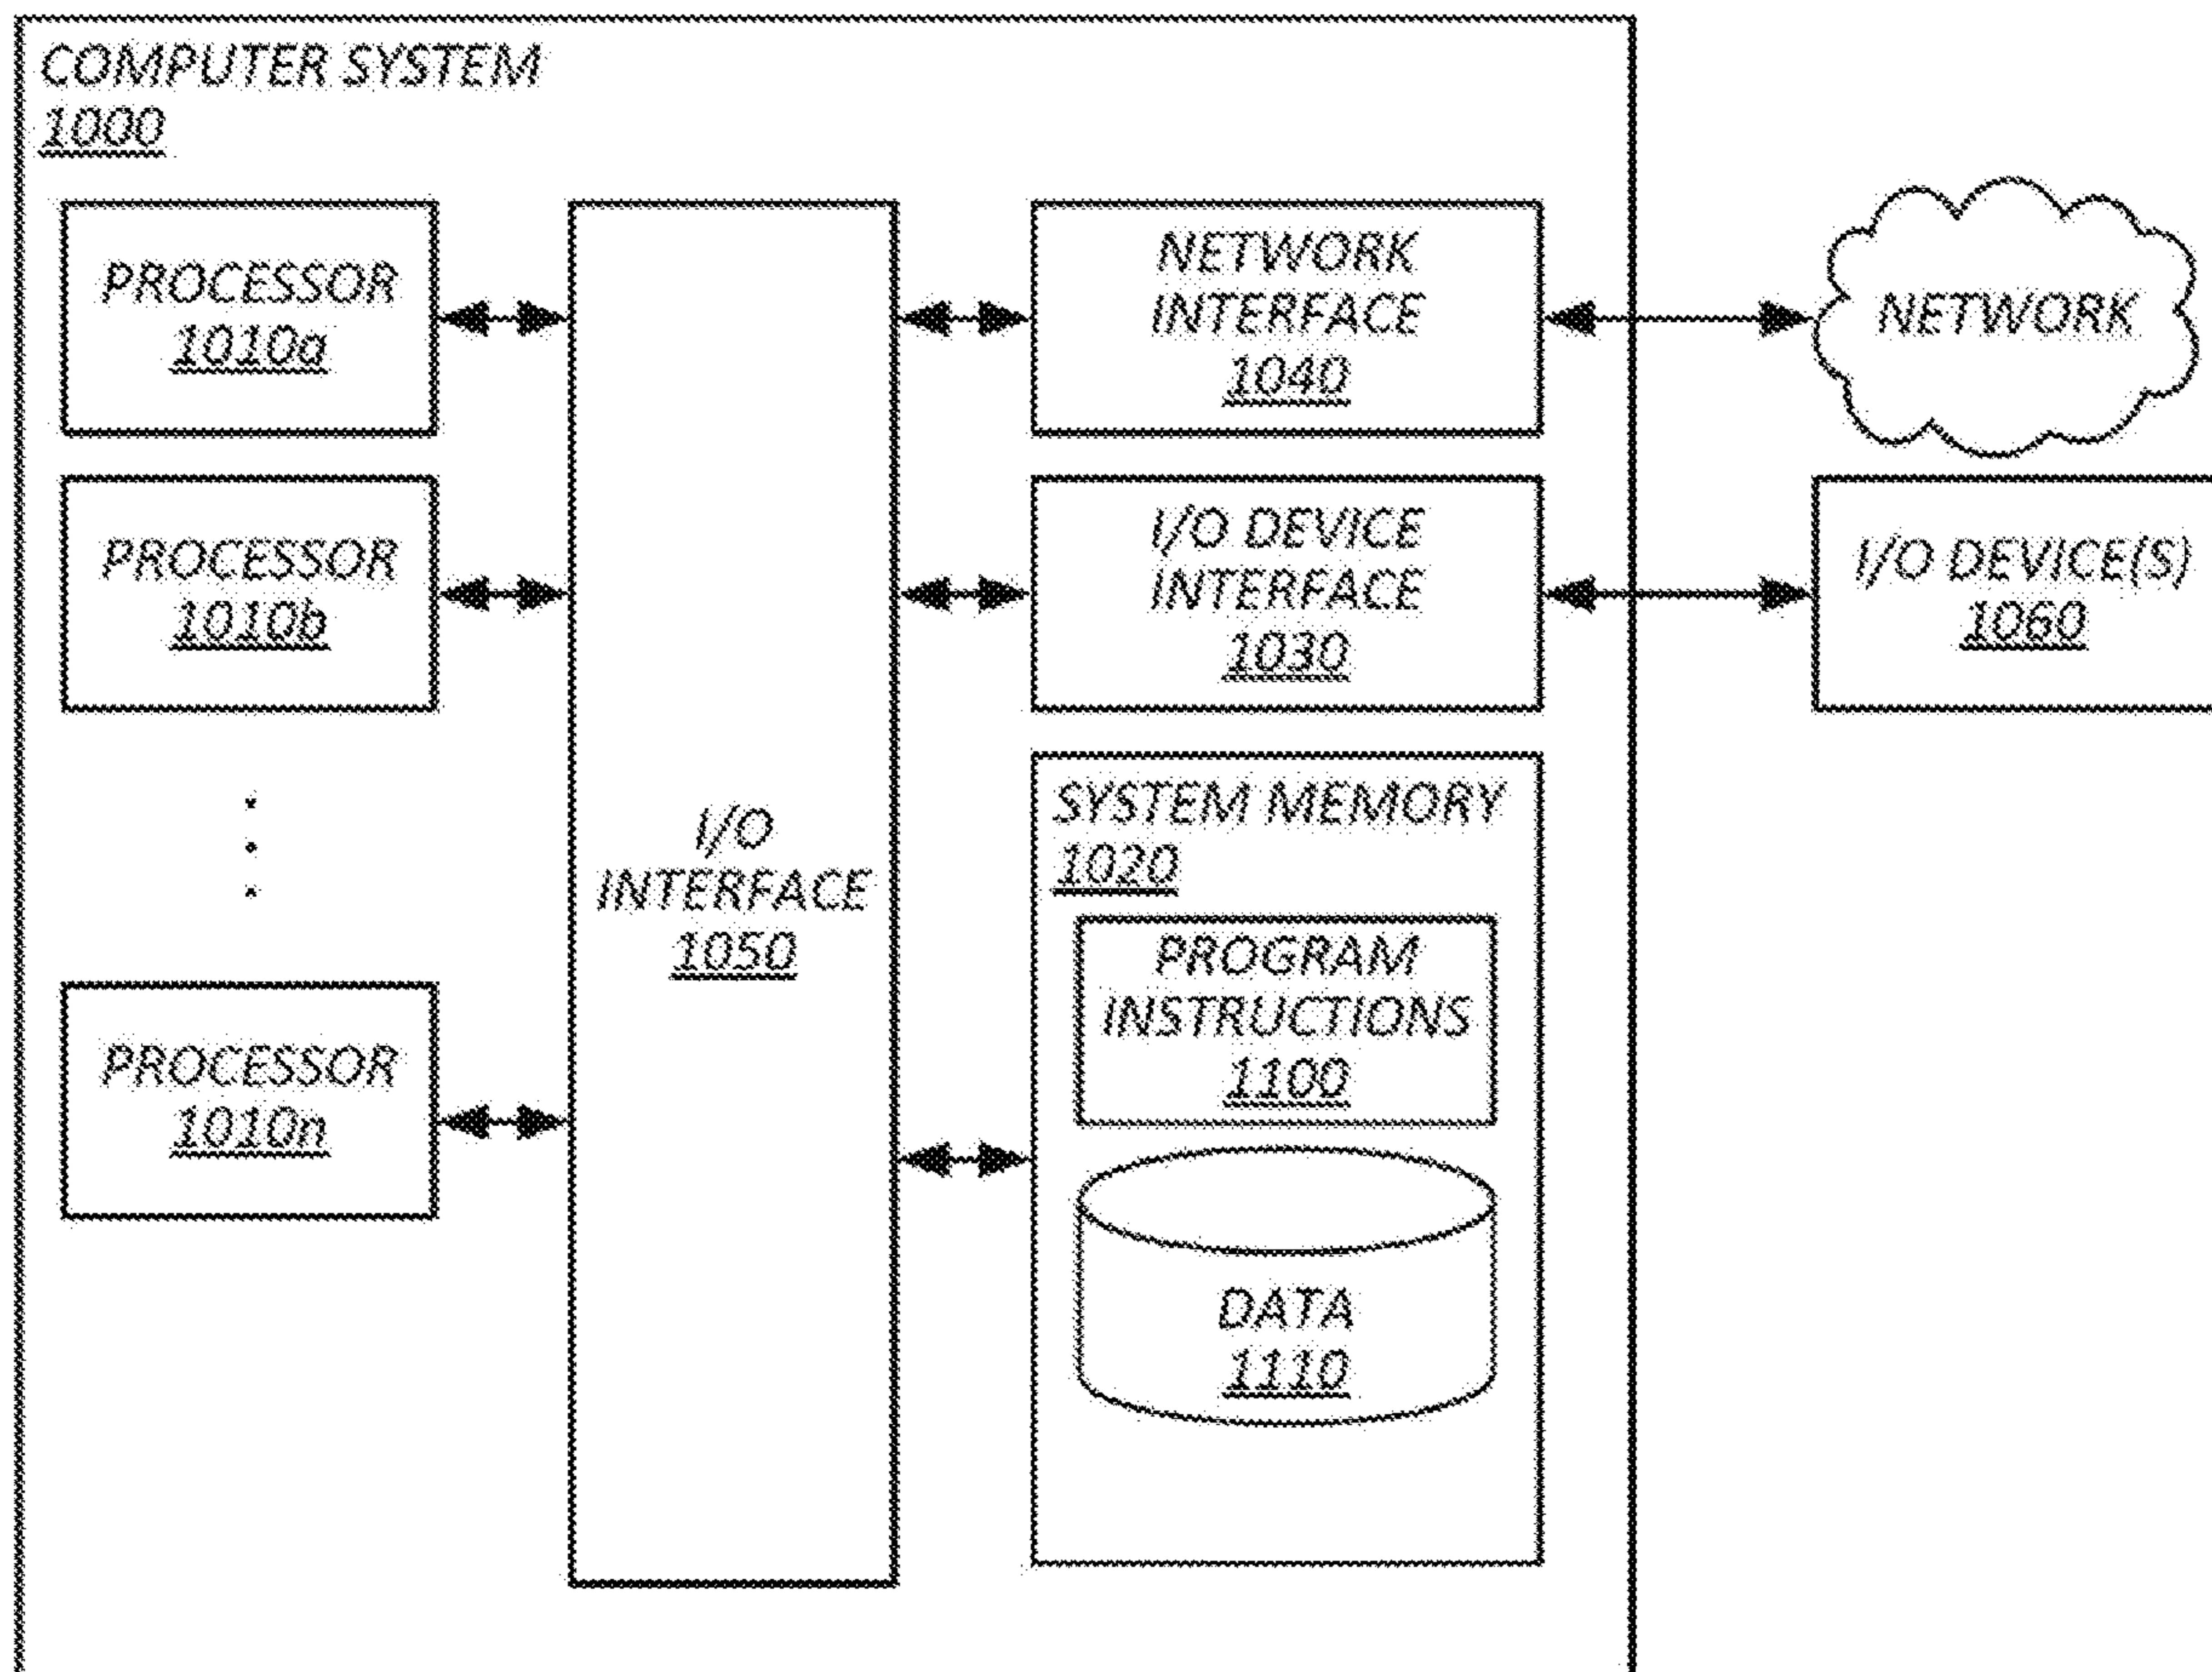 COMPUTER SYSTEM
1000
PROCESSOR
1010a
PROCESSOR
1010b
PROCESSOR
1010n
I/O
INTERFACE
1050
NETWORK
INTERFACE
1040
I/O DEVICE
INTERFACE
1030
SYSTEM MEMORY
1020
PROGRAM
INSTRUCTIONS
1100
DATA
1110
NETWORK
I/O DEVICE(S)
1060